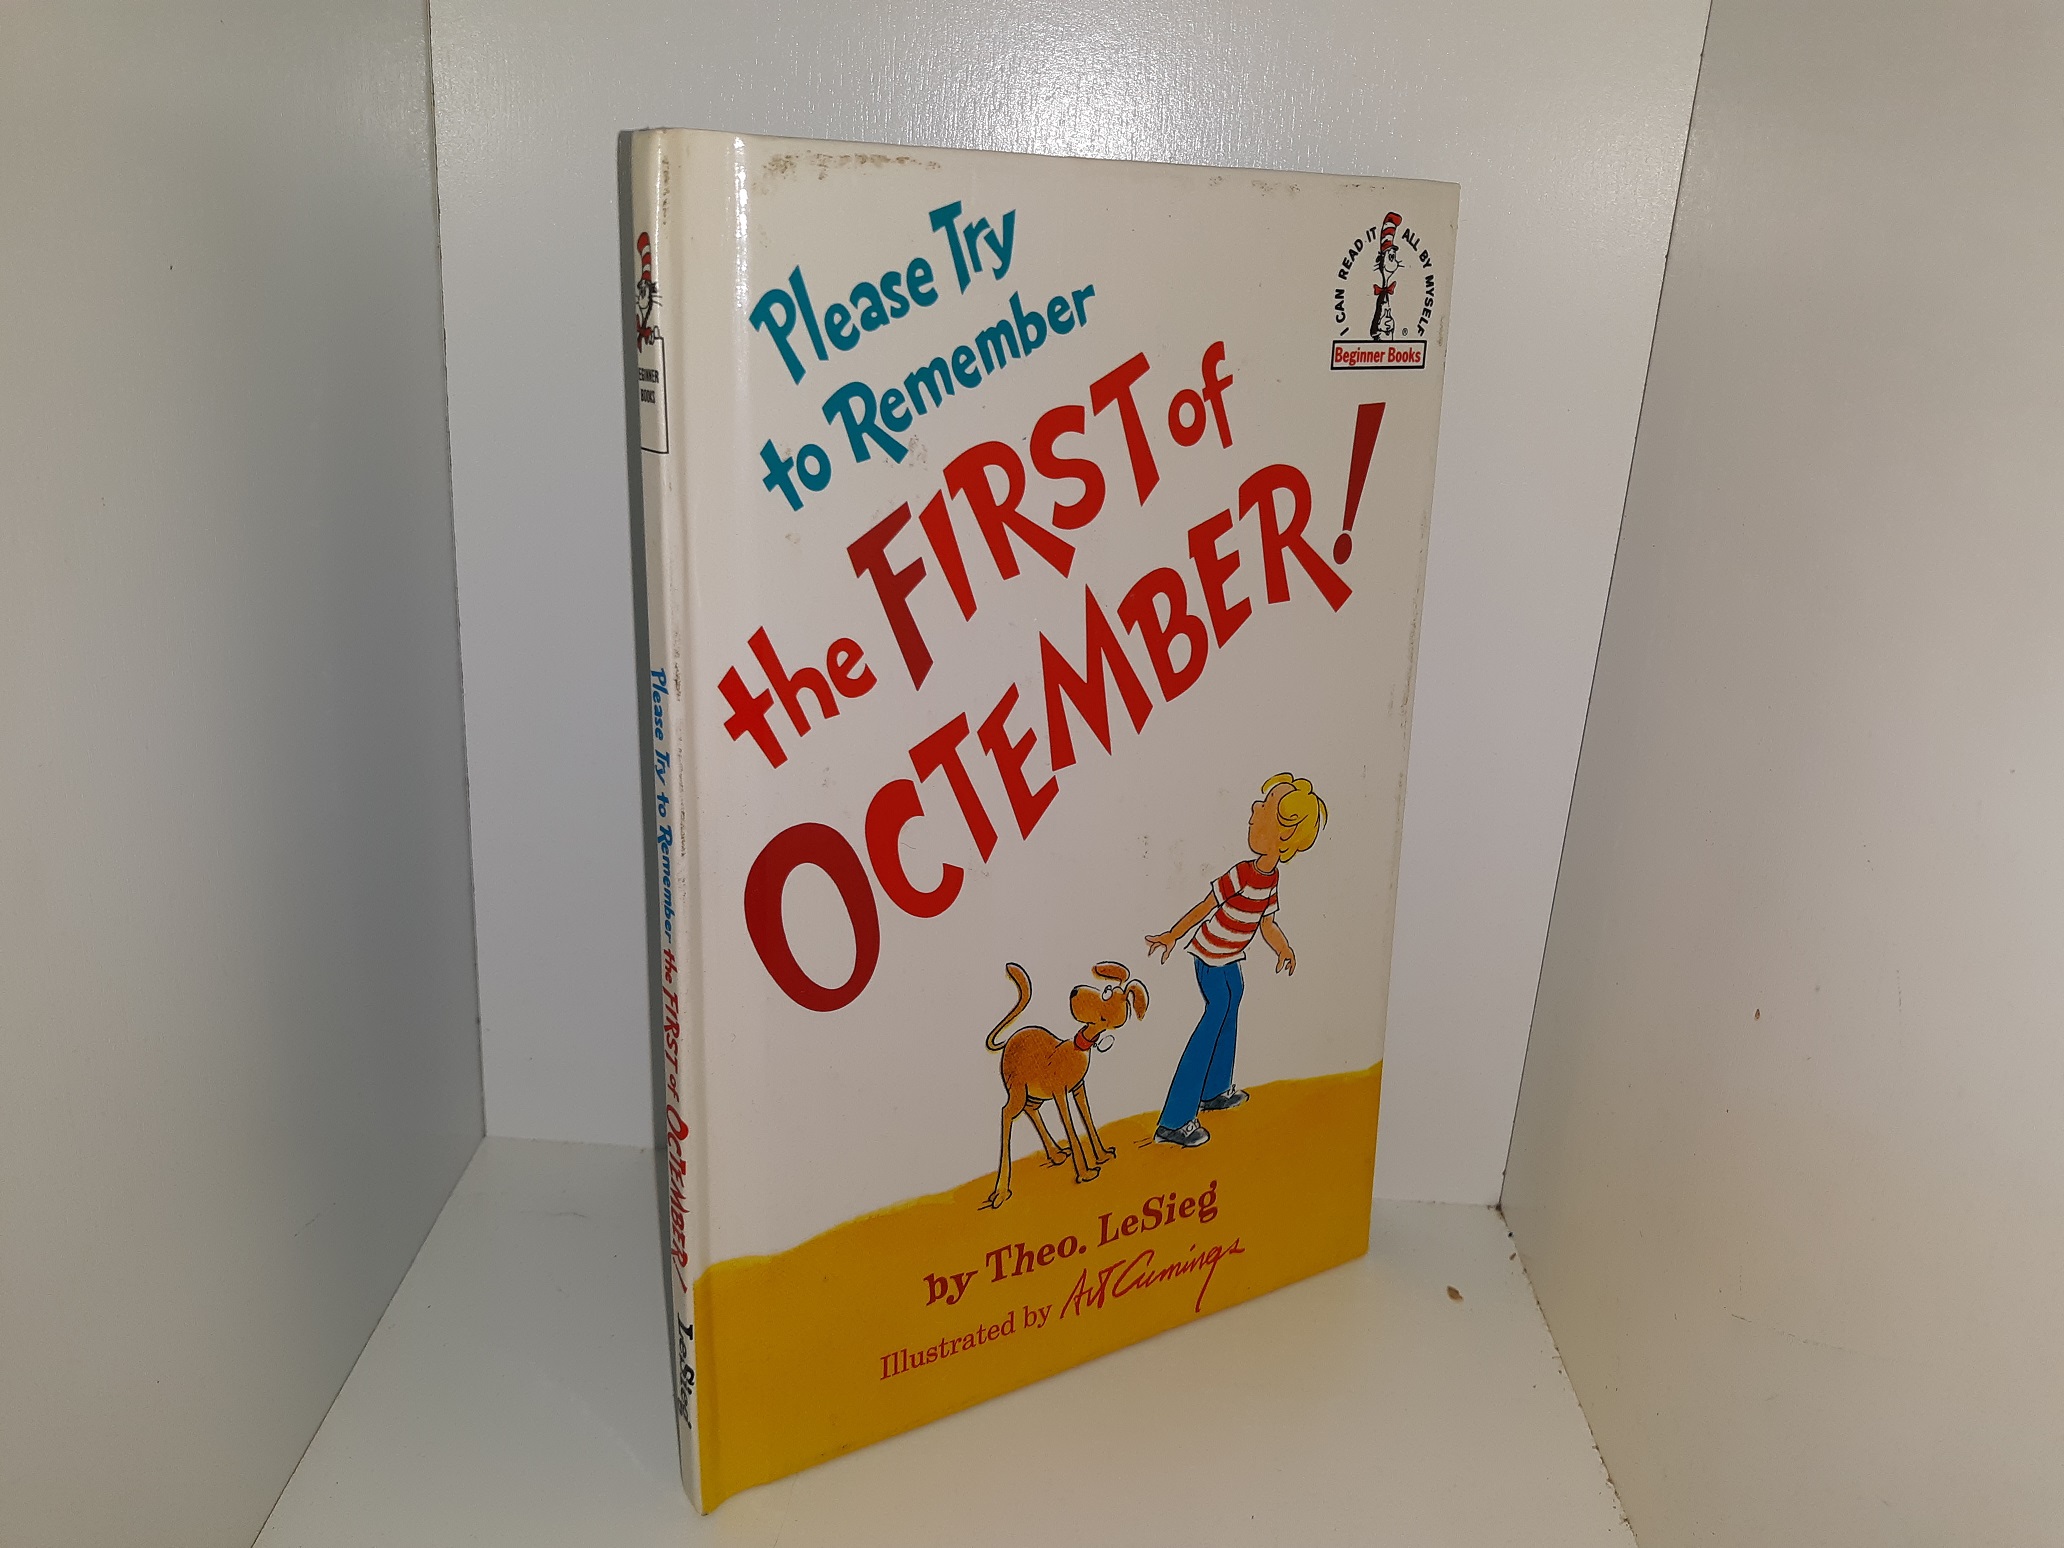 Please Try
to Remember
the FIRST of
OCTEMBER!
I CAN READ IT ALL BY MYSELF
®
Beginner Books
by Theo. LeSieg
Illustrated by Art Cumings
EGINNER
BOOKS
Please Try to Remember the FIRST of OCTEMBER! LeSieg